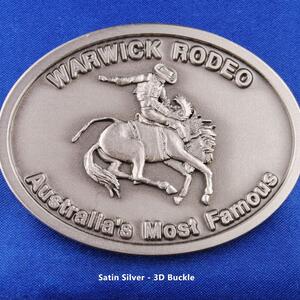 WARWICK RODEO
Australia's Most Famous
Satin Silver - 3D Buckle